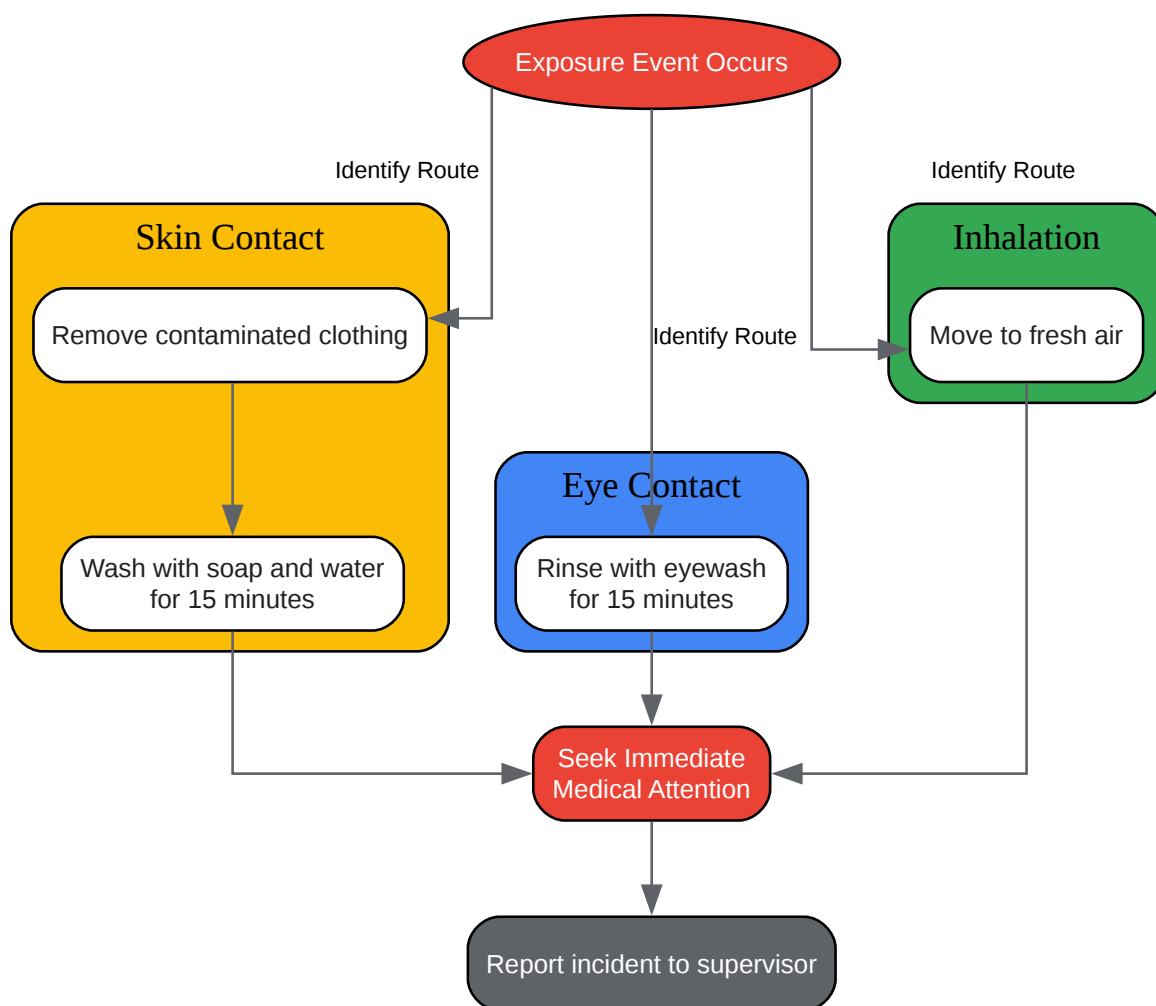 Exposure Event Occurs
Identify Route
Identify Route
Skin Contact
Inhalation
Remove contaminated clothing
Identify Route
Move to fresh air
Eye Contact
Wash with soap and water
for 15 minutes
Rinse with eyewash
for 15 minutes
Seek Immediate
Medical Attention
Report incident to supervisor